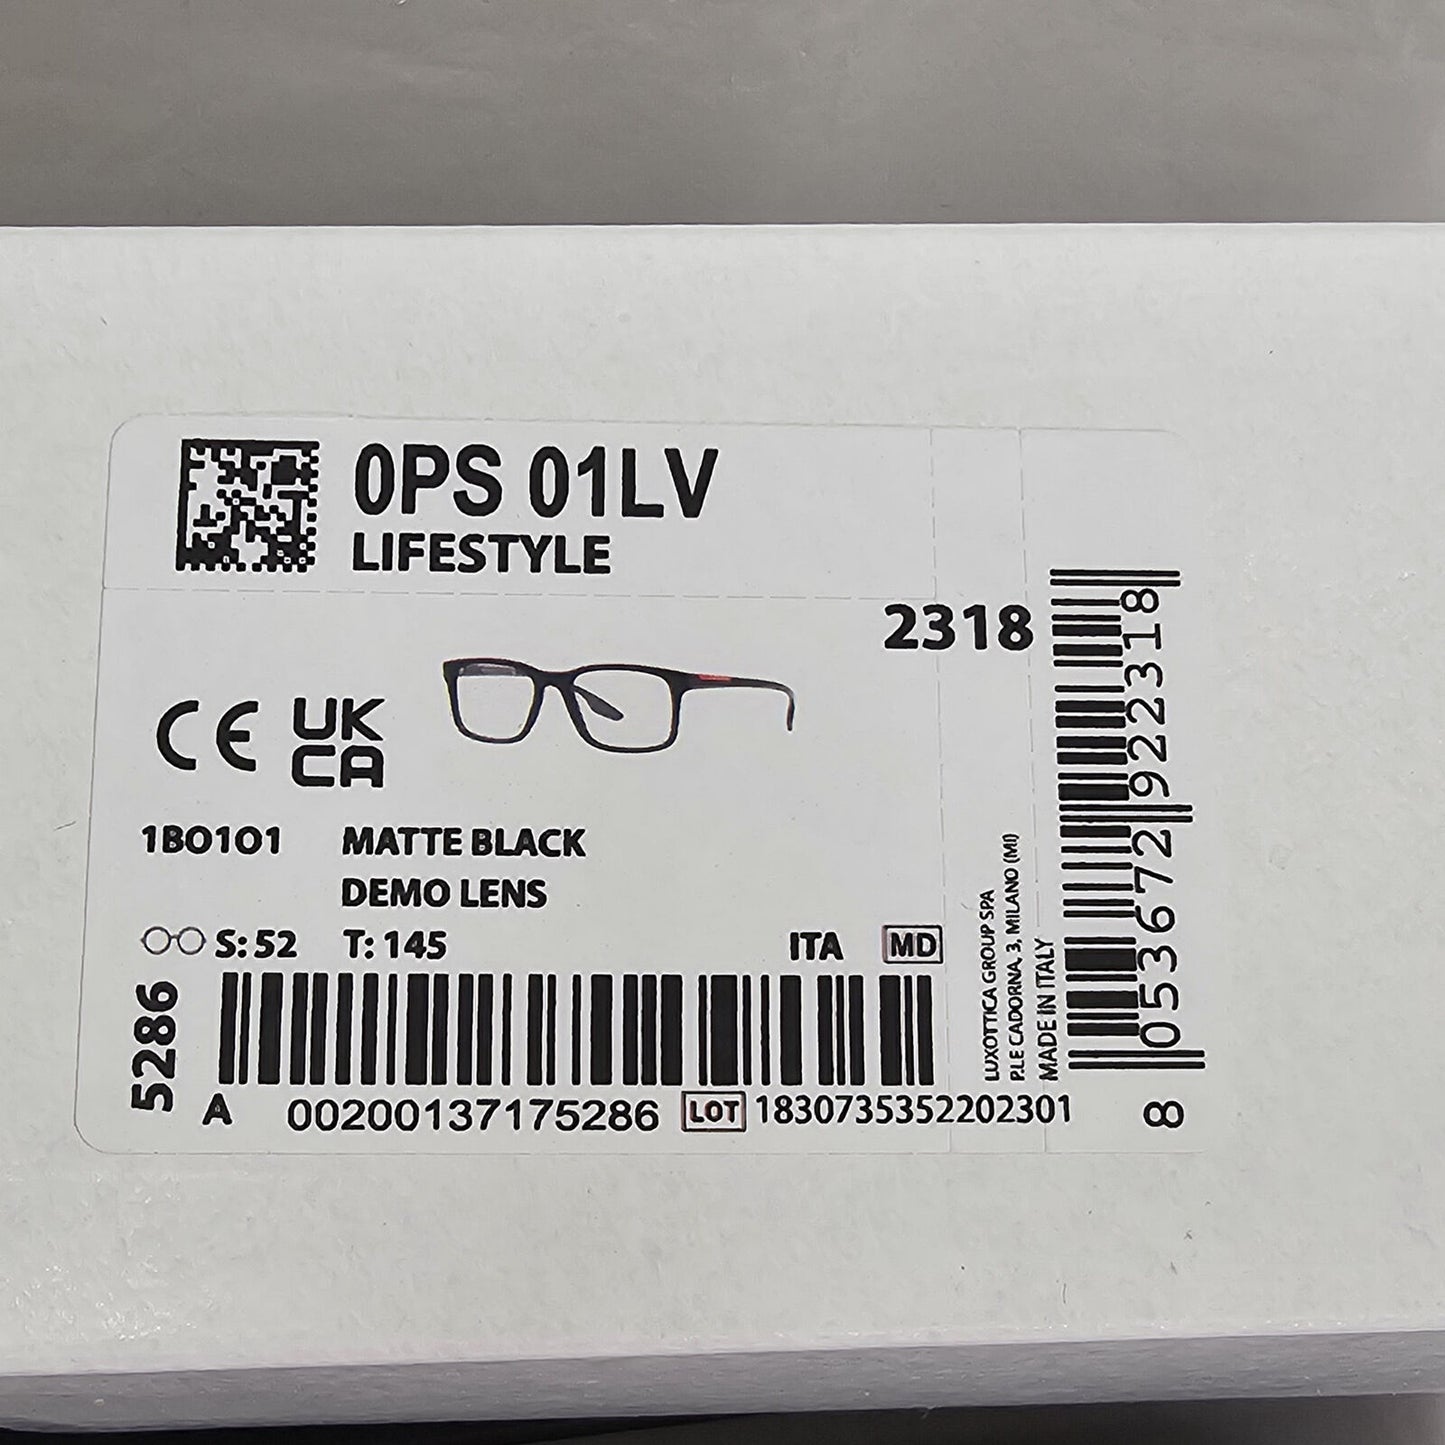 0PS 01LV
LIFESTYLE
2318
CE UK
CA
1BO1O1 MATTE BLACK
DEMO LENS
S: 52 T: 145 ITA MD
5286
A 00200137175286 LOT 1830735352202301
LUXOTTICA GROUP SPA
P.LE CADORNA, 3, MILANO (MI)
MADE IN ITALY
8 053672 922318